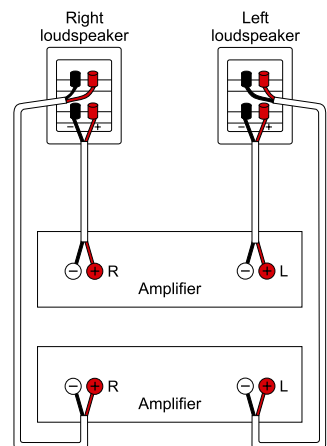 Right
loudspeaker
Left
loudspeaker
− +
− +
− + R
− + L
Amplifier
− + R
− + L
Amplifier